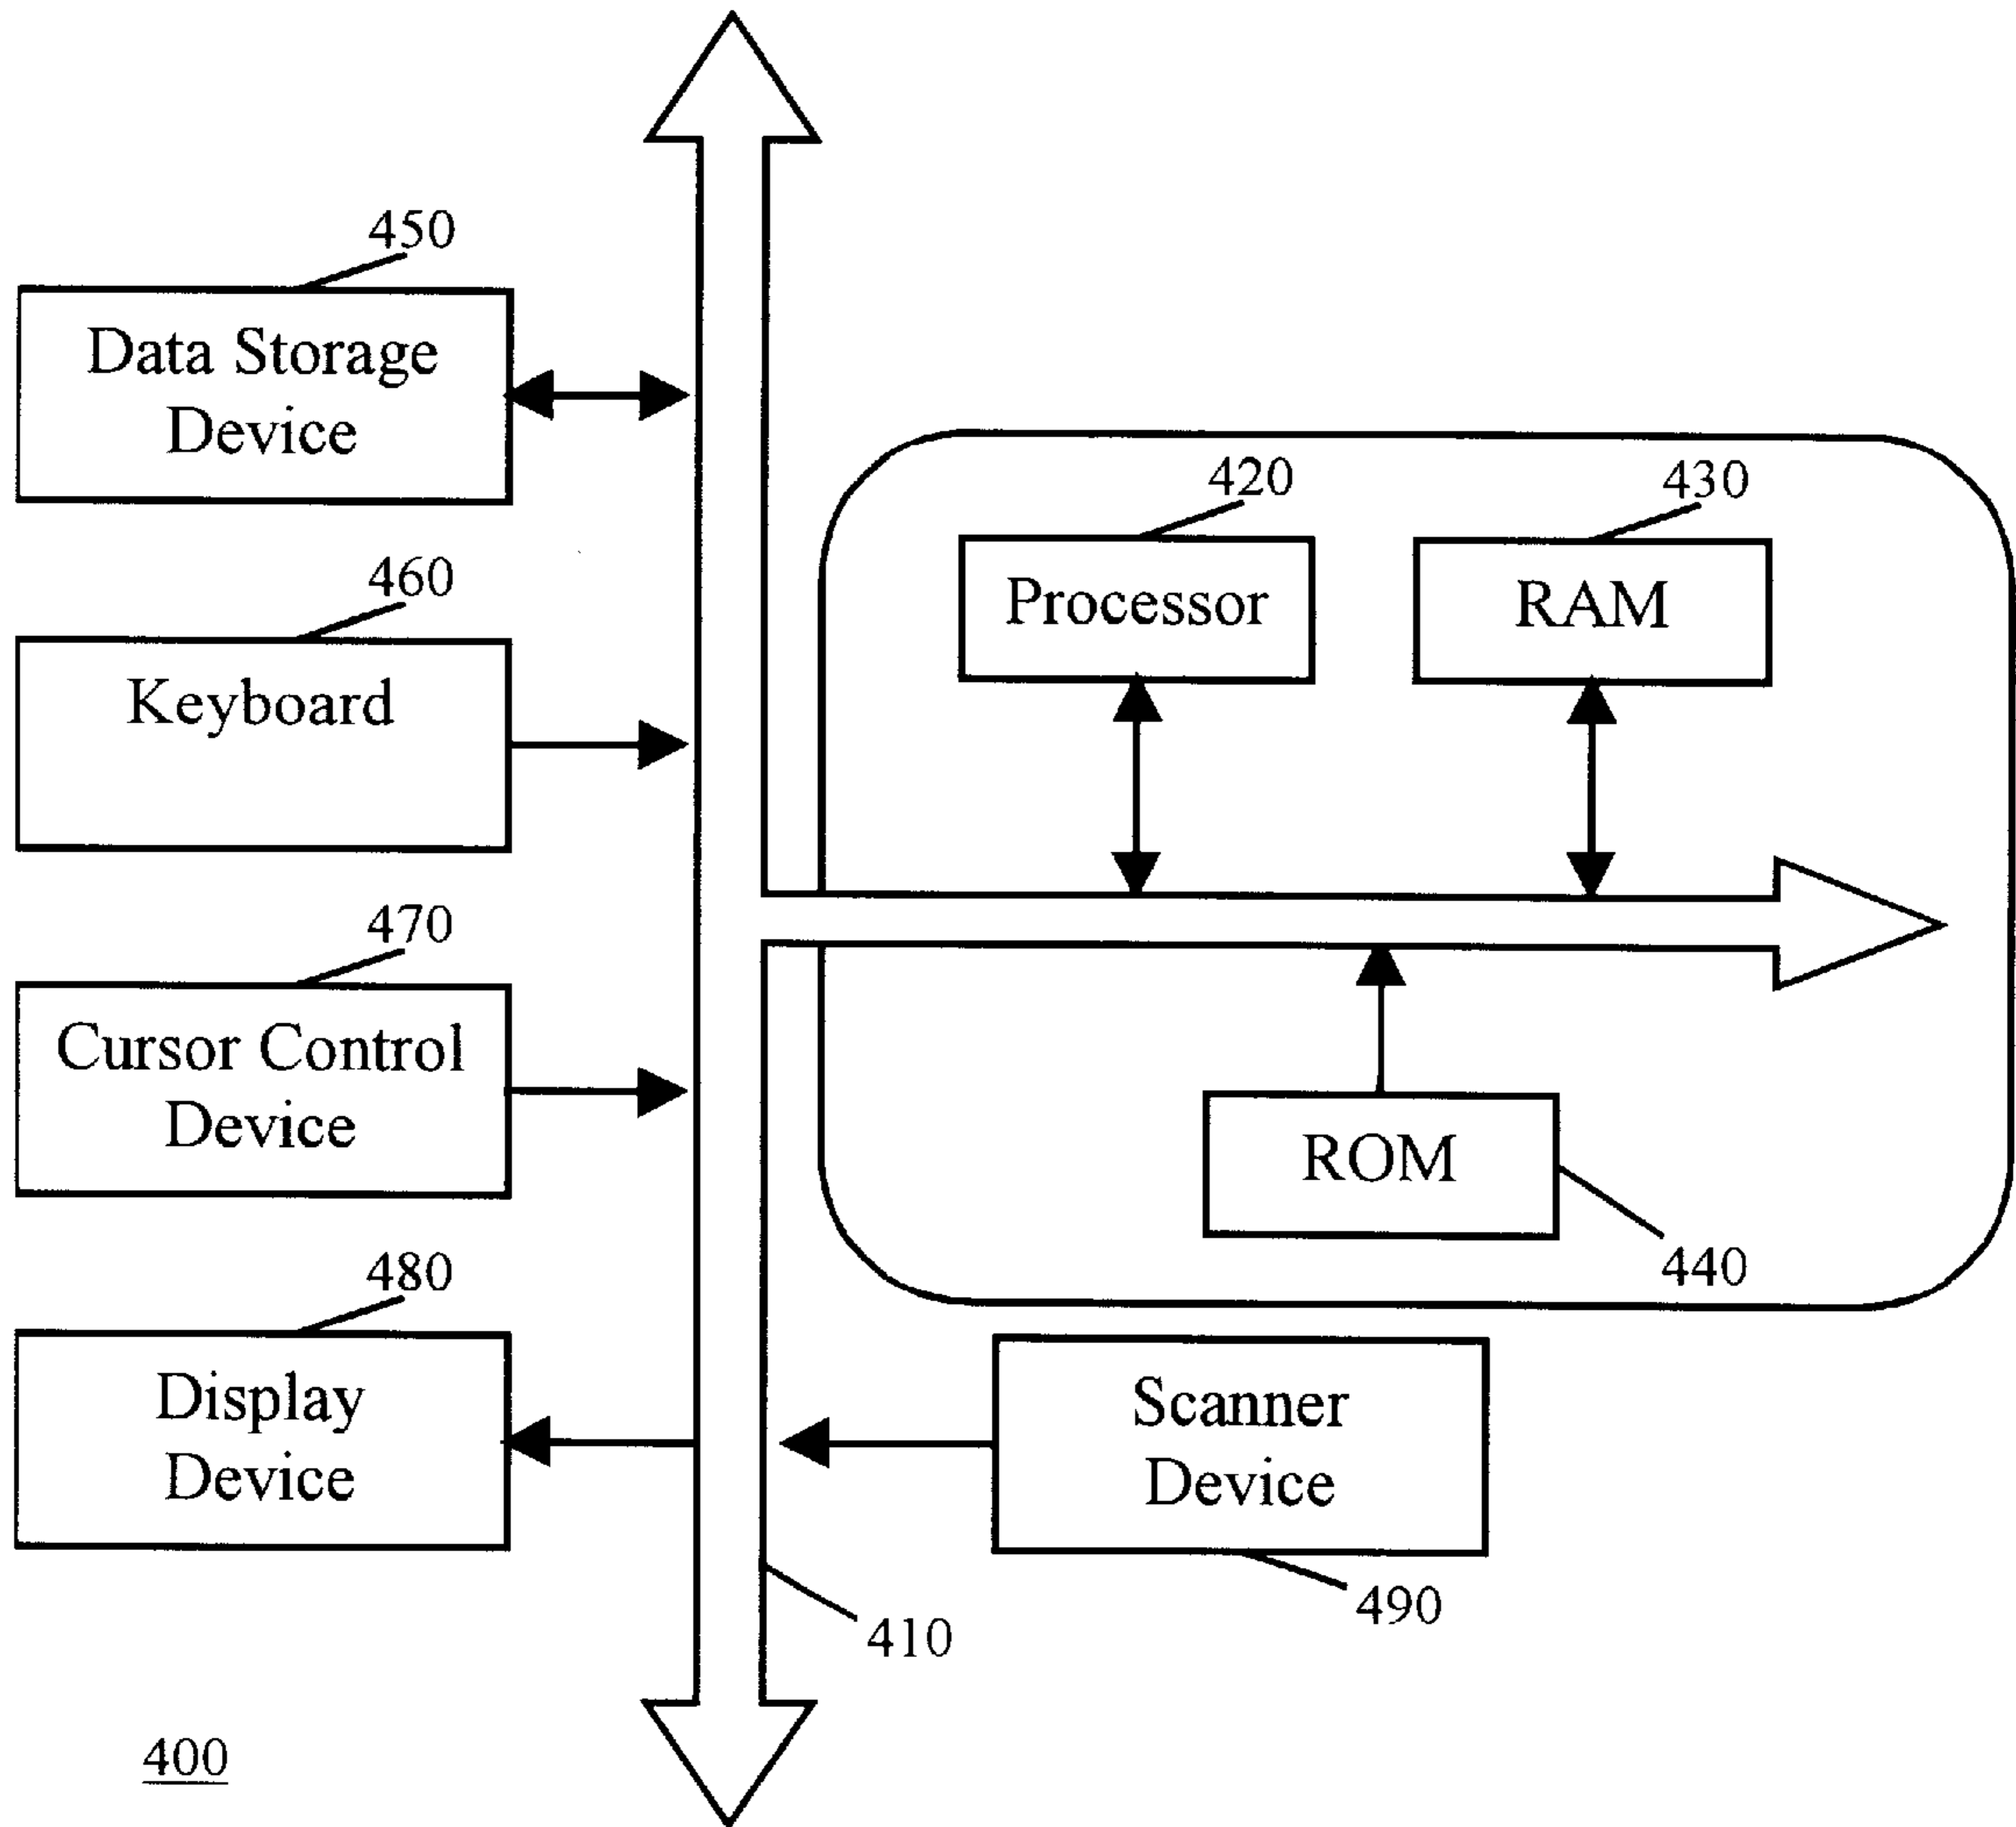 450
Data Storage
Device
420
430
Processor
RAM
460
Keyboard
470
Cursor Control
Device
ROM
440
480
Display
Device
Scanner
Device
490
410
400